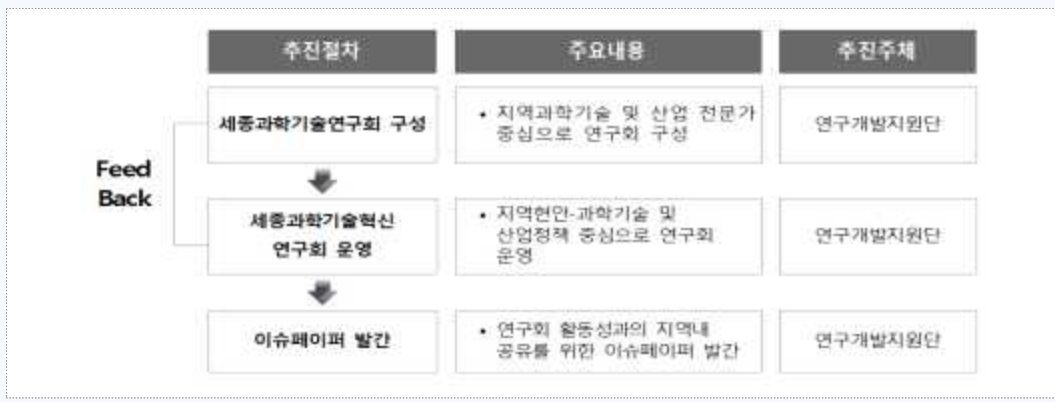 추진절차 주요내용 추진주체
세종과학기술연구회 구성
• 지역과학기술 및 산업 전문가
중심으로 연구회 구성
연구개발지원단
Feed
Back
세종과학기술혁신
연구회 운영
• 지역현안-과학기술 및
산업정책 중심으로 연구회
운영
연구개발지원단
이슈페이퍼 발간
• 연구회 활동성과의 지역내
공유를 위한 이슈페이퍼 발간
연구개발지원단